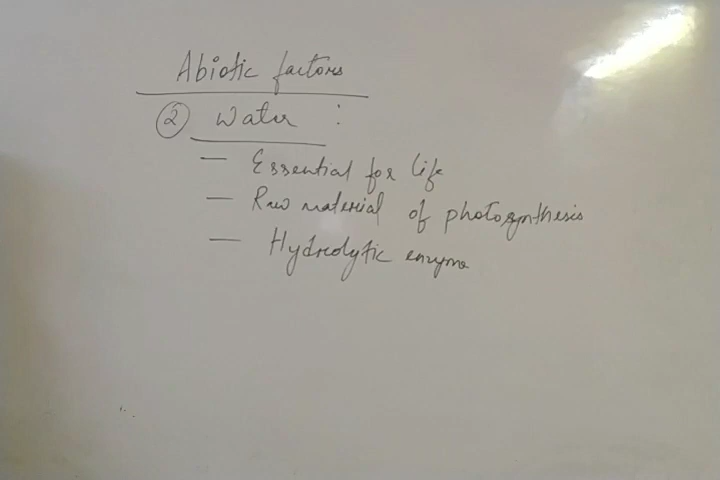 Abiotic factors
② Water :
— Essential for life
— Raw material of photosynthesis
— Hydrolytic enzyme